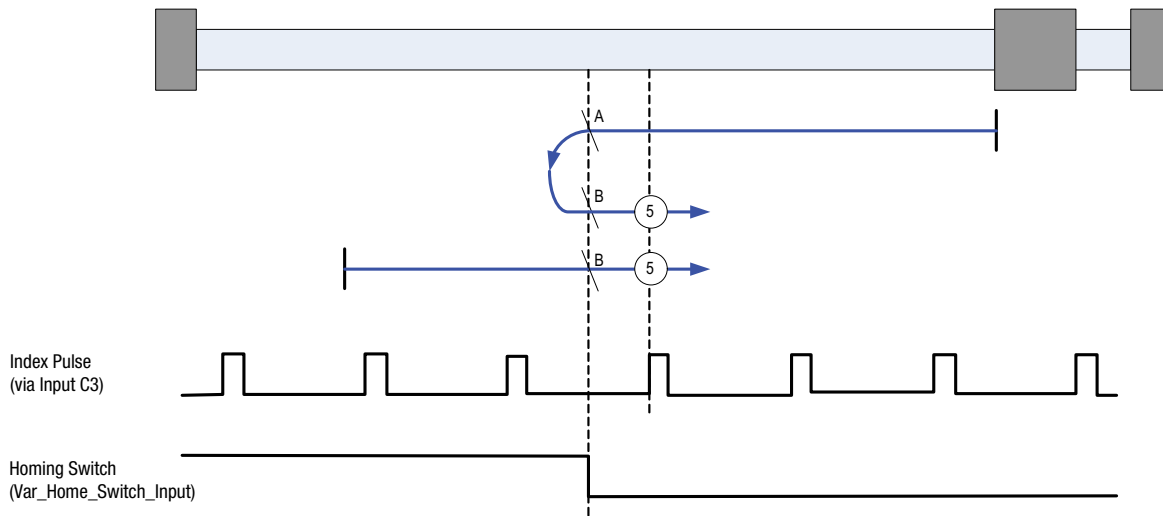 A
B
5
B
5
Index Pulse
(via Input C3)
Homing Switch
(Var_Home_Switch_Input)